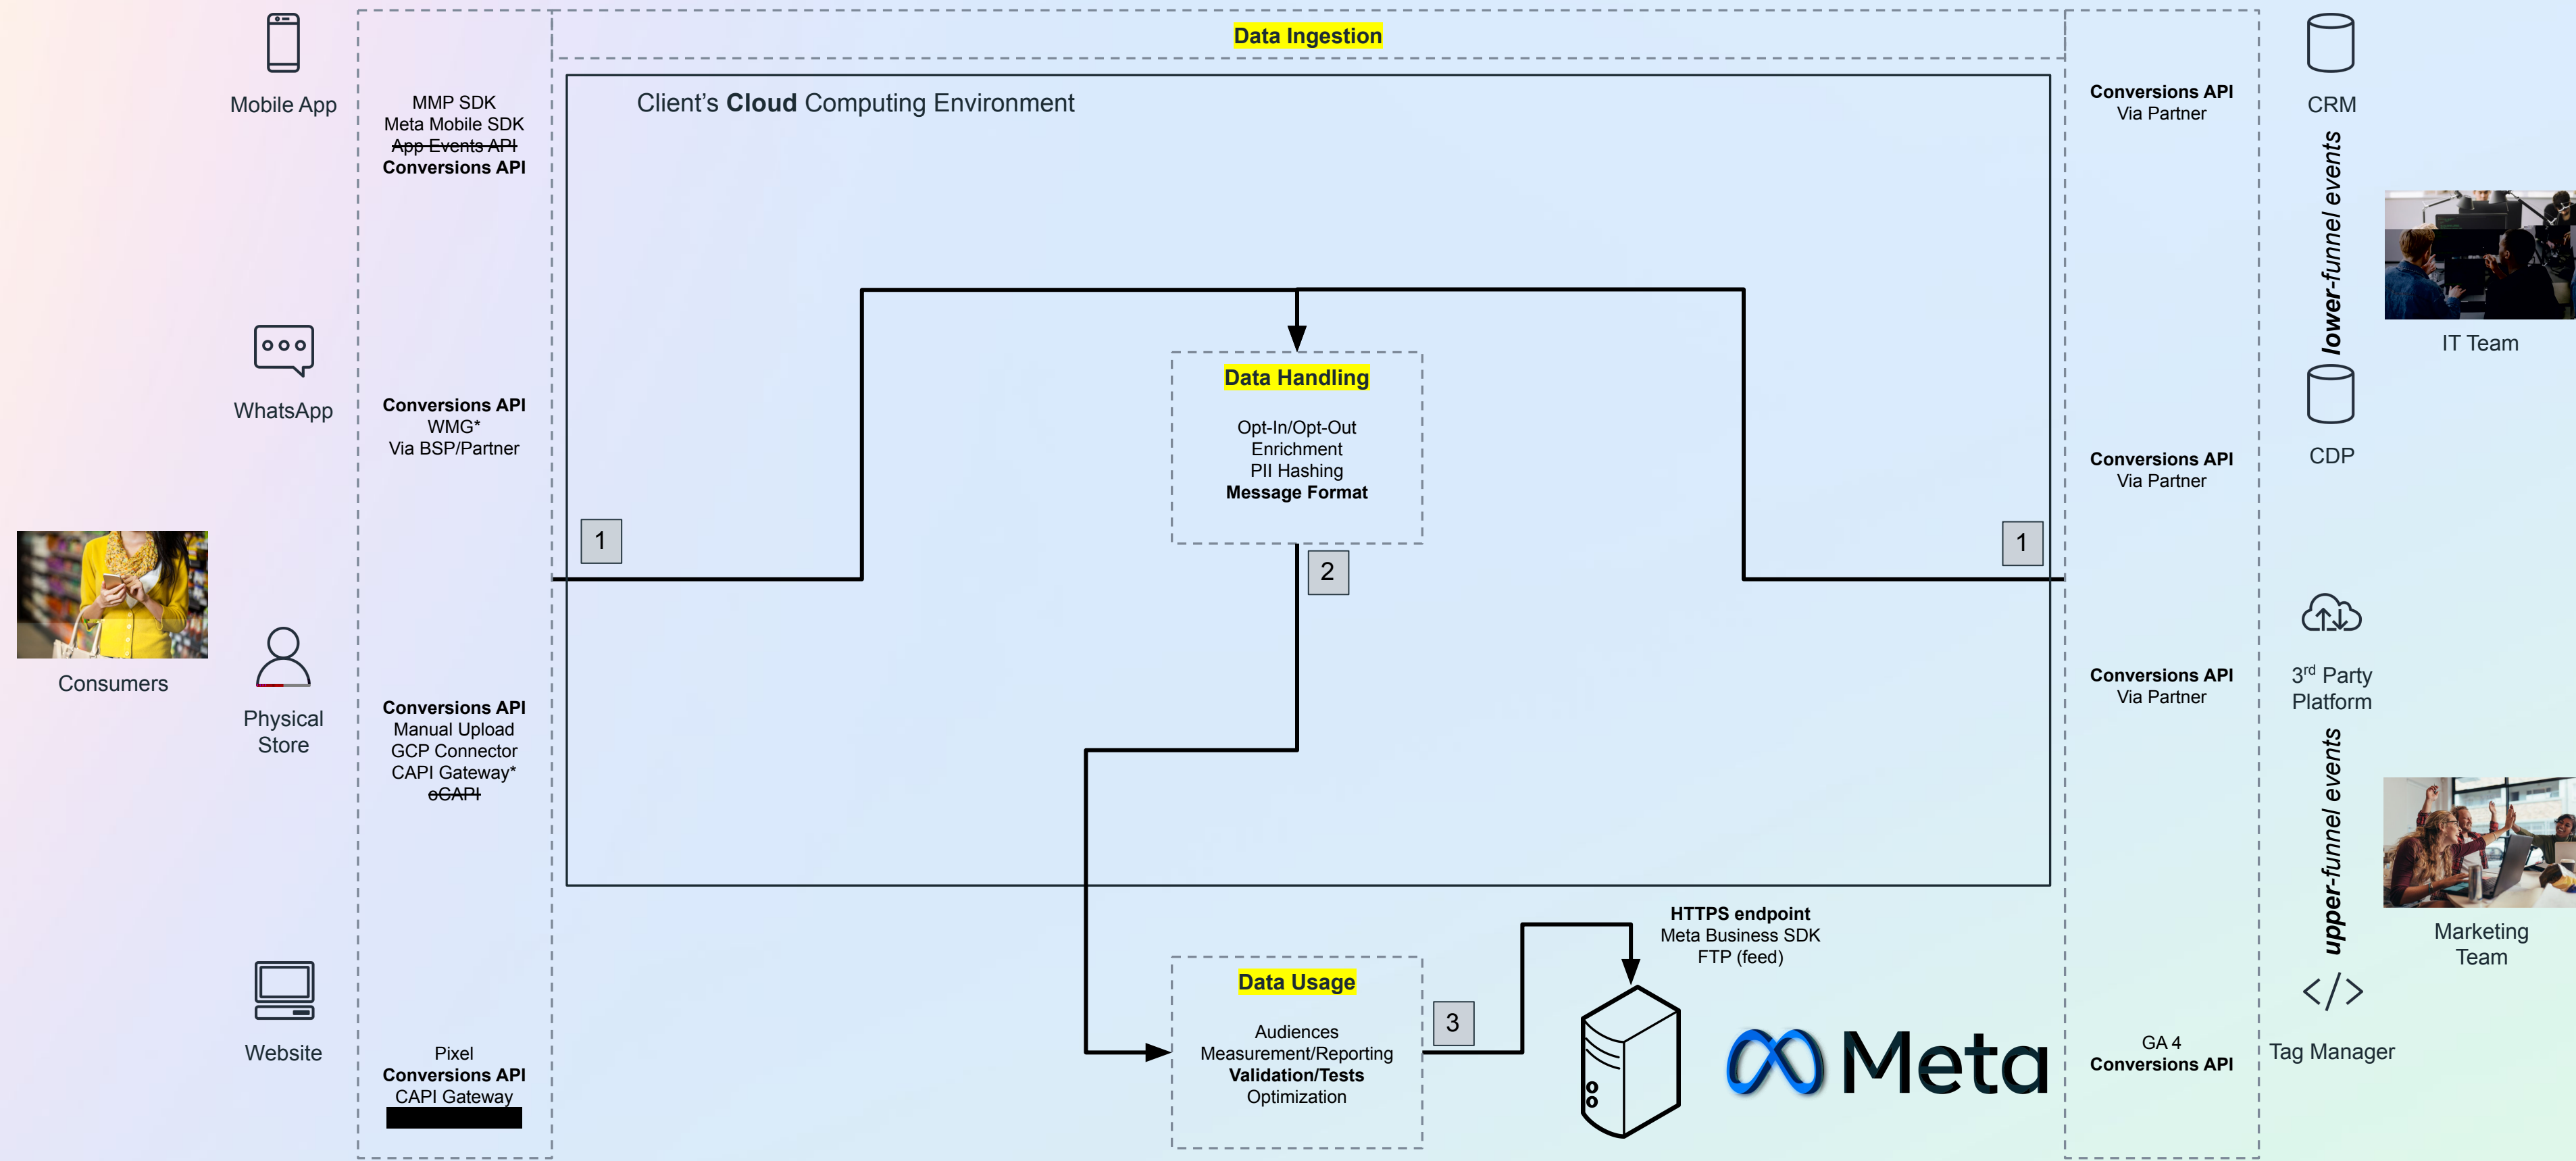 Data Ingestion
Client's Cloud Computing Environment
Mobile App
MMP SDK
Meta Mobile SDK
App Events API
Conversions API
WhatsApp
Conversions API
WMG*
Via BSP/Partner
Consumers
Physical
Store
Conversions API
Manual Upload
GCP Connector
CAPI Gateway*
oCAPI
Website
Pixel
Conversions API
CAPI Gateway
1
Data Handling
Opt-In/Opt-Out
Enrichment
PII Hashing
Message Format
2
1
Data Usage
Audiences
Measurement/Reporting
Validation/Tests
Optimization
3
HTTPS endpoint
Meta Business SDK
FTP (feed)
Meta
Conversions API
Via Partner
Conversions API
Via Partner
Conversions API
Via Partner
GA 4
Conversions API
CRM
lower-funnel events
CDP
3rd Party
Platform
upper-funnel events
Tag Manager
IT Team
Marketing
Team